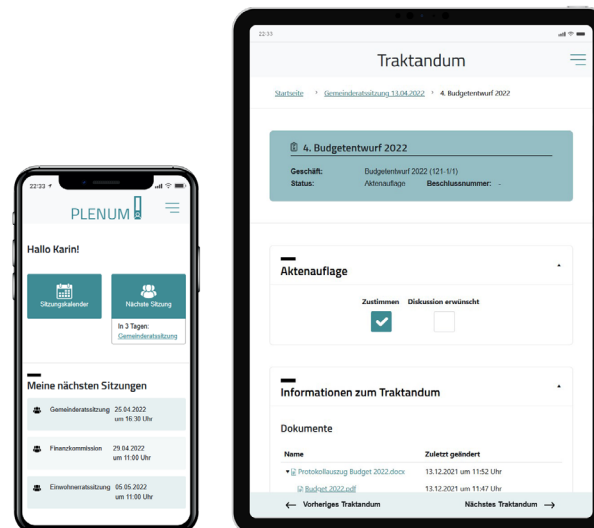 22:33
PLENUM
Hallo Karin!
Sitzungskalender
Nächste Sitzung
In 3 Tagen:
Gemeinderatssitzung
Meine nächsten Sitzungen
Gemeinderatssitzung 25.04.2022
um 16:30 Uhr
Finanzkommission 29.04.2022
um 11:00 Uhr
Einwohnerratssitzung 05.05.2022
um 11:00 Uhr
22:33
Traktandum
Startseite › Gemeinderatssitzung 13.04.2022 › 4. Budgetentwurf 2022
4. Budgetentwurf 2022
Geschäft: Budgetentwurf 2022 (121-1/1)
Status: Aktenauflage Beschlussnummer: -
Aktenauflage
Zustimmen Diskussion erwünscht
Informationen zum Traktandum
Dokumente
Name Zuletzt geändert
Protokollauszug Budget 2022.docx 13.12.2021 um 11:52 Uhr
Budget 2022.pdf 13.12.2021 um 11:47 Uhr
← Vorheriges Traktandum Nächstes Traktandum →